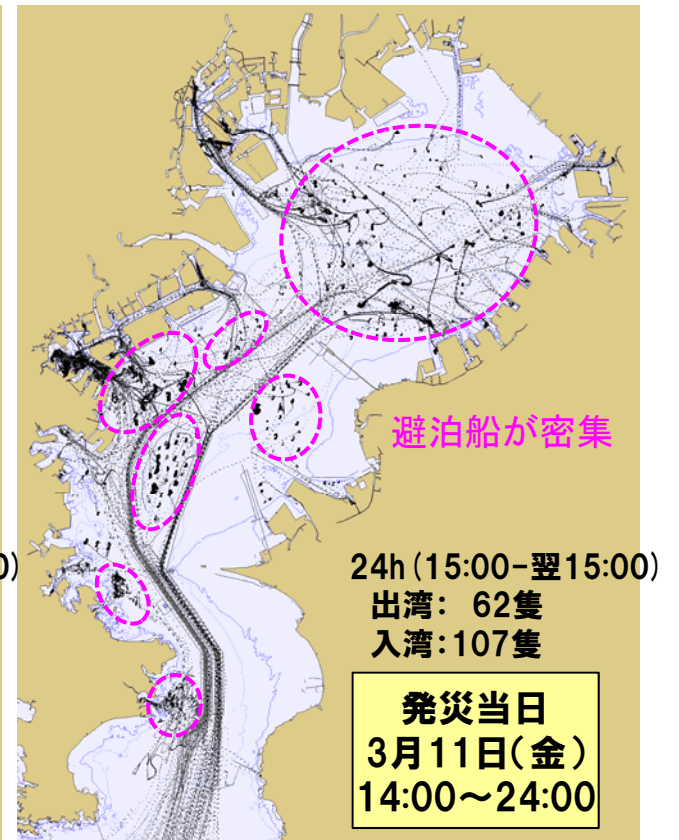 避泊船が密集
0)
24h(15:00-翌15:00)
出湾: 62隻
入湾:107隻
発災当日
3月11日(金)
14:00～24:00